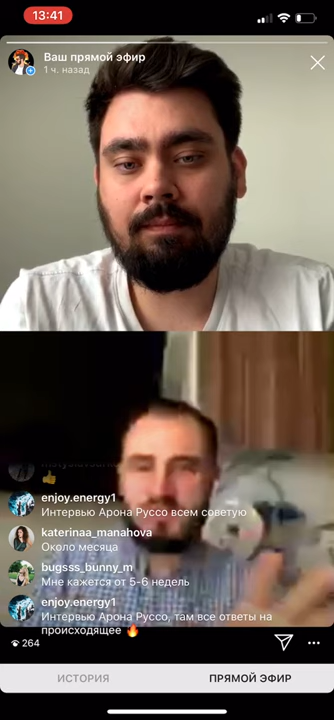 13:41
Ваш прямой эфир
1 ч. назад
👍
enjoy.energy1
Интервью Арона Руссо всем советую
katerinaa_manahova
Около месяца
bugsss_bunny_m
Мне кажется от 5-6 недель
enjoy.energy1
Интервью Арона Руссо, там все ответы на
происходящее 🔥
264
ИСТОРИЯ
ПРЯМОЙ ЭФИР